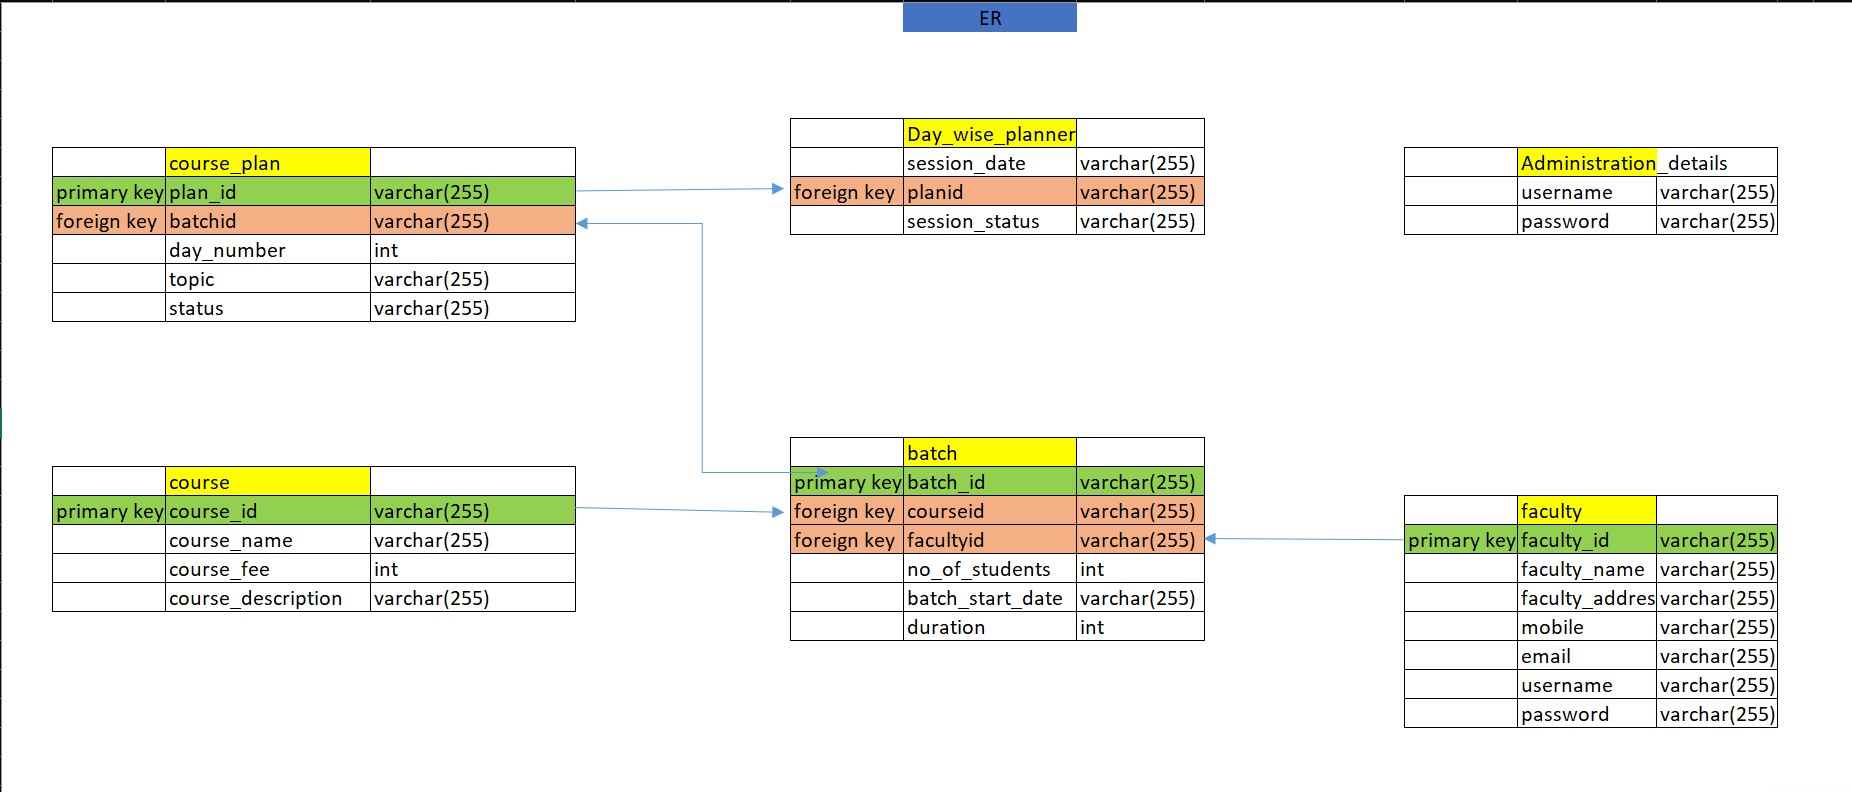 ER
course_plan
primary key plan_id varchar(255)
foreign key batchid varchar(255)
day_number int
topic varchar(255)
status varchar(255)
Day_wise_planner
session_date varchar(255)
foreign key planid varchar(255)
session_status varchar(255)
Administration_details
username varchar(255)
password varchar(255)
course
primary key course_id varchar(255)
course_name varchar(255)
course_fee int
course_description varchar(255)
batch
primary key batch_id varchar(255)
foreign key courseid varchar(255)
foreign key facultyid varchar(255)
no_of_students int
batch_start_date varchar(255)
duration int
faculty
primary key faculty_id varchar(255)
faculty_name varchar(255)
faculty_addres varchar(255)
mobile varchar(255)
email varchar(255)
username varchar(255)
password varchar(255)